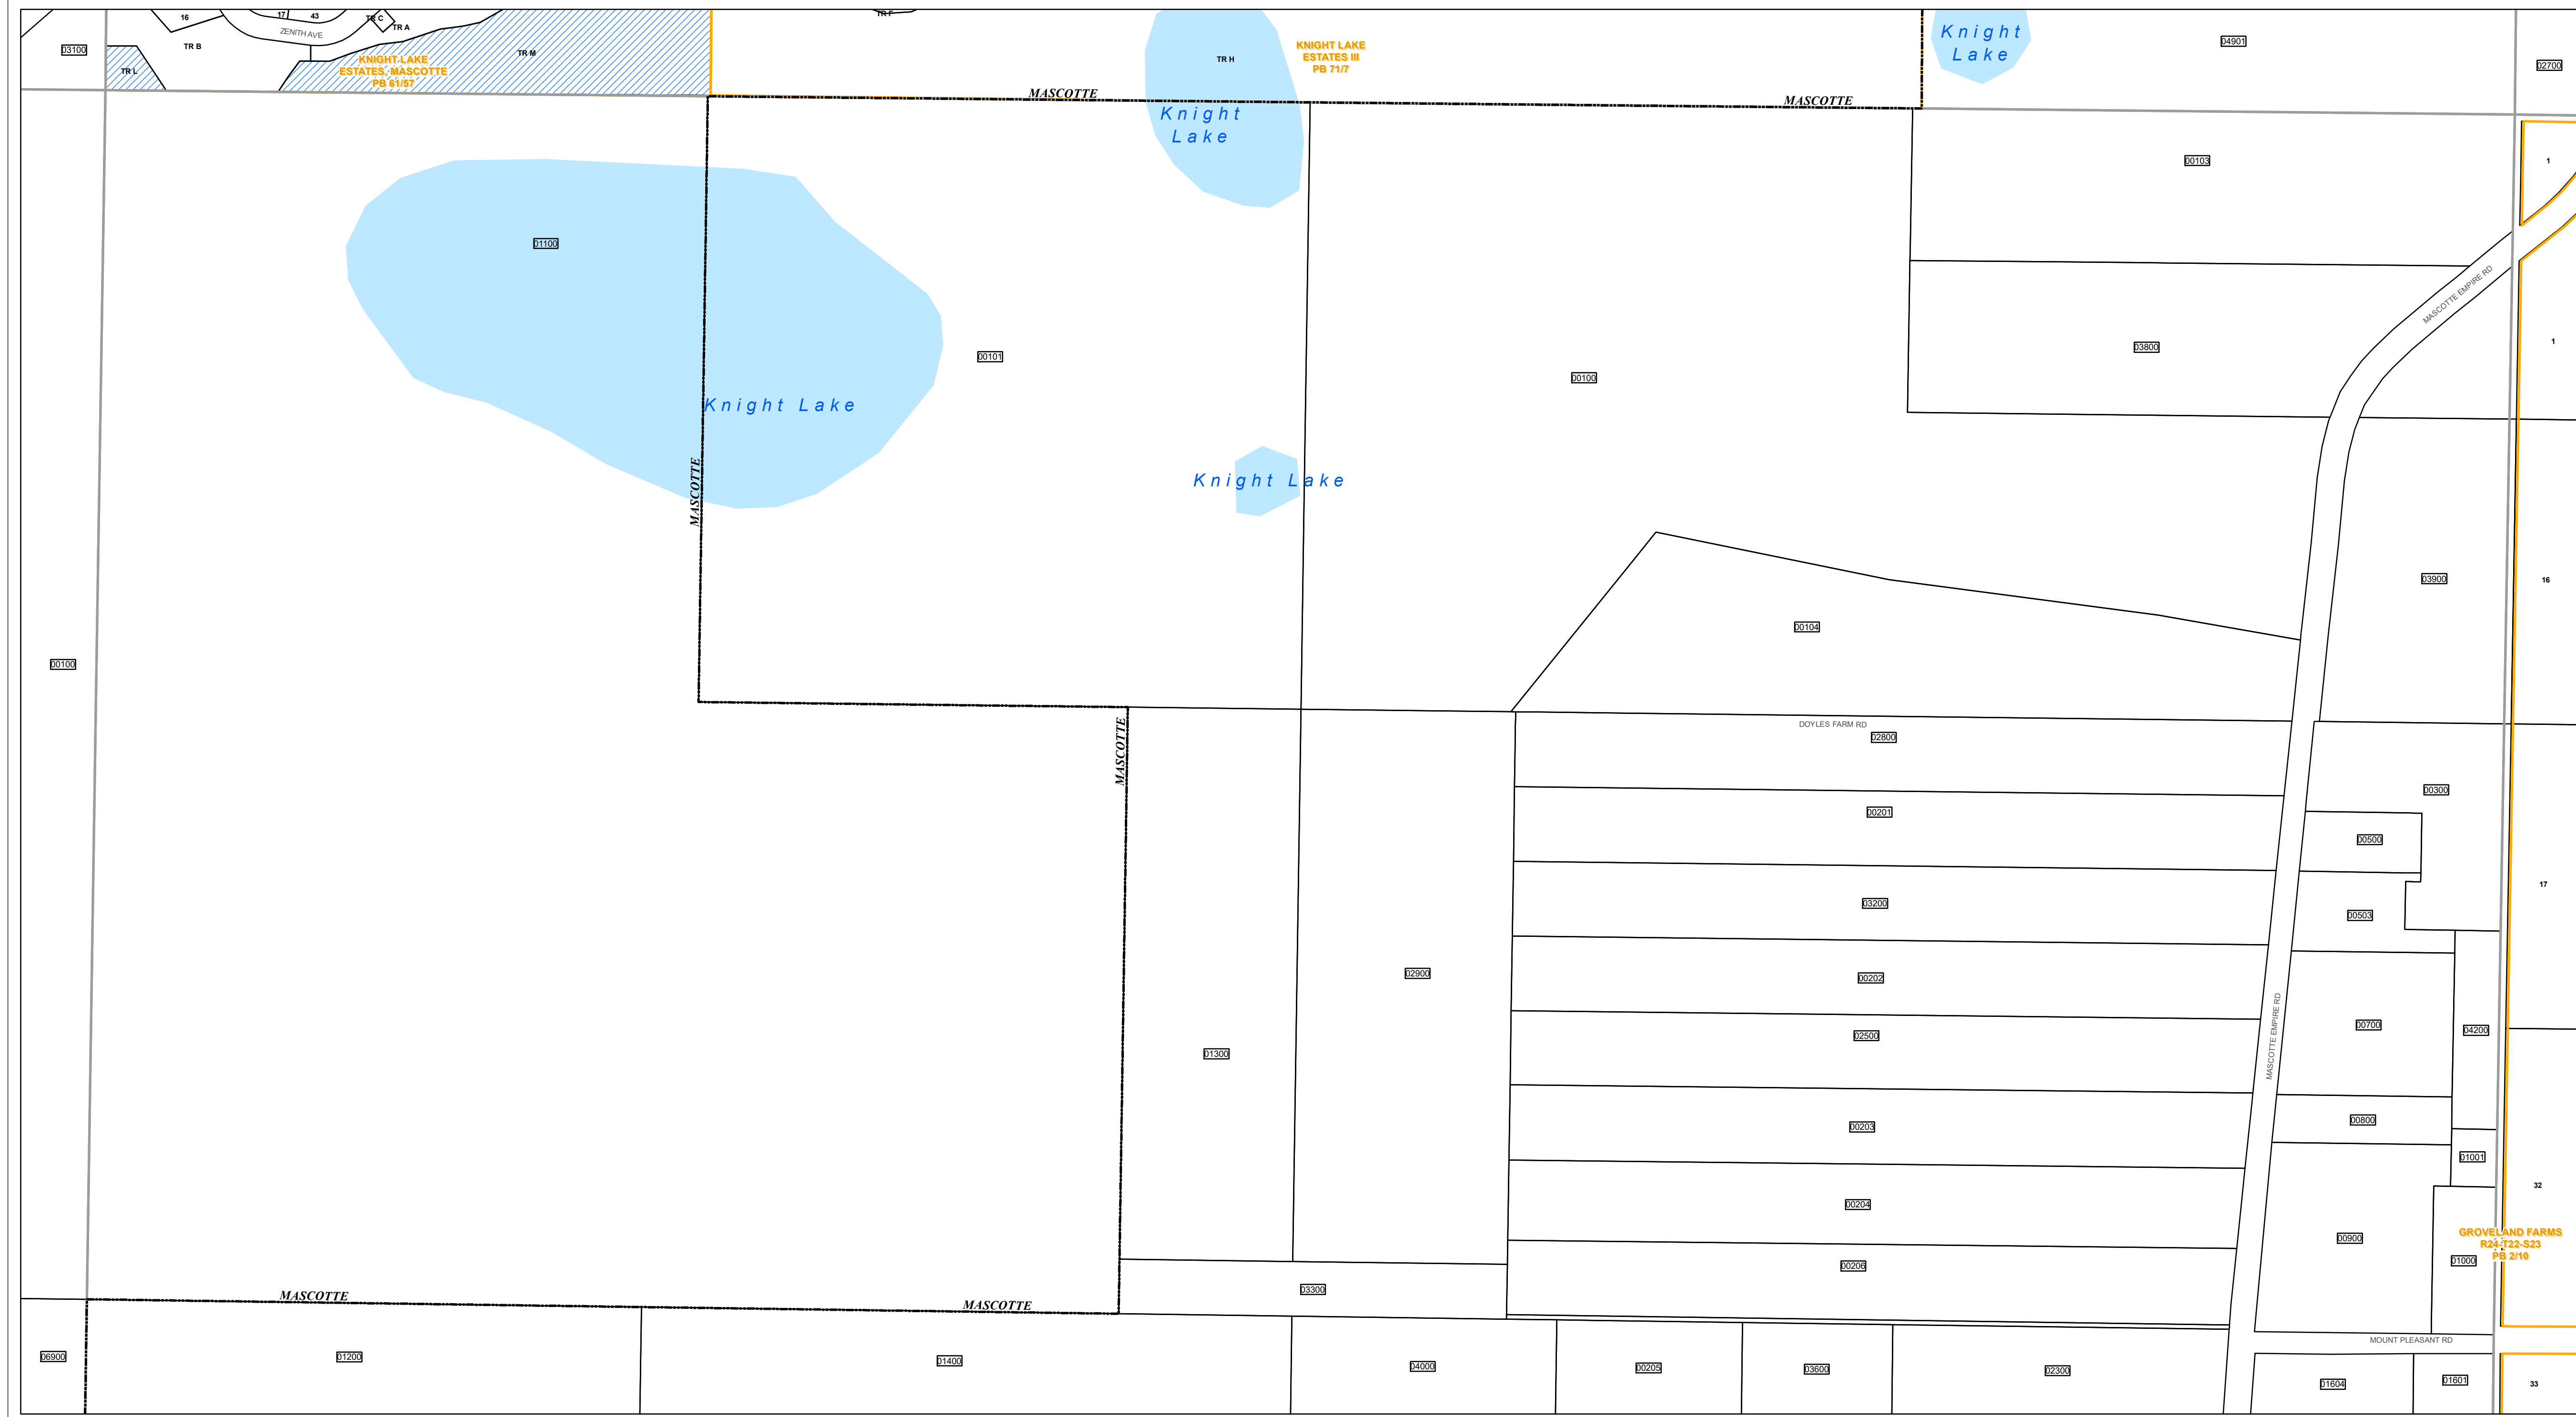 16
17
43
TR C
TR F
ZENITH AVE
TR A
TR B
03100
TR M
TR L
KNIGHT LAKE
ESTATES, MASCOTTE
PB 61/57
TR H
KNIGHT LAKE
ESTATES III
PB 71/7
Knight
Lake
04901
02700
MASCOTTE
MASCOTTE
Knight
Lake
00103
1
01100
MASCOTTE EMPIRE RD
00101
00100
03800
1
Knight Lake
MASCOTTE
Knight Lake
03900
16
00104
00100
MASCOTTE
DOYLES FARM RD
02800
00300
00201
00500
17
03200
00503
02900
00202
00700
04200
MASCOTTE EMPIRE RD
01300
02500
00203
00800
01001
32
00204
00900
GROVELAND FARMS
R24-T22-S23
PB 2/10
01000
00206
03300
MASCOTTE
MASCOTTE
MOUNT PLEASANT RD
06900
01200
01400
04000
00205
03600
02300
01604
01601
33